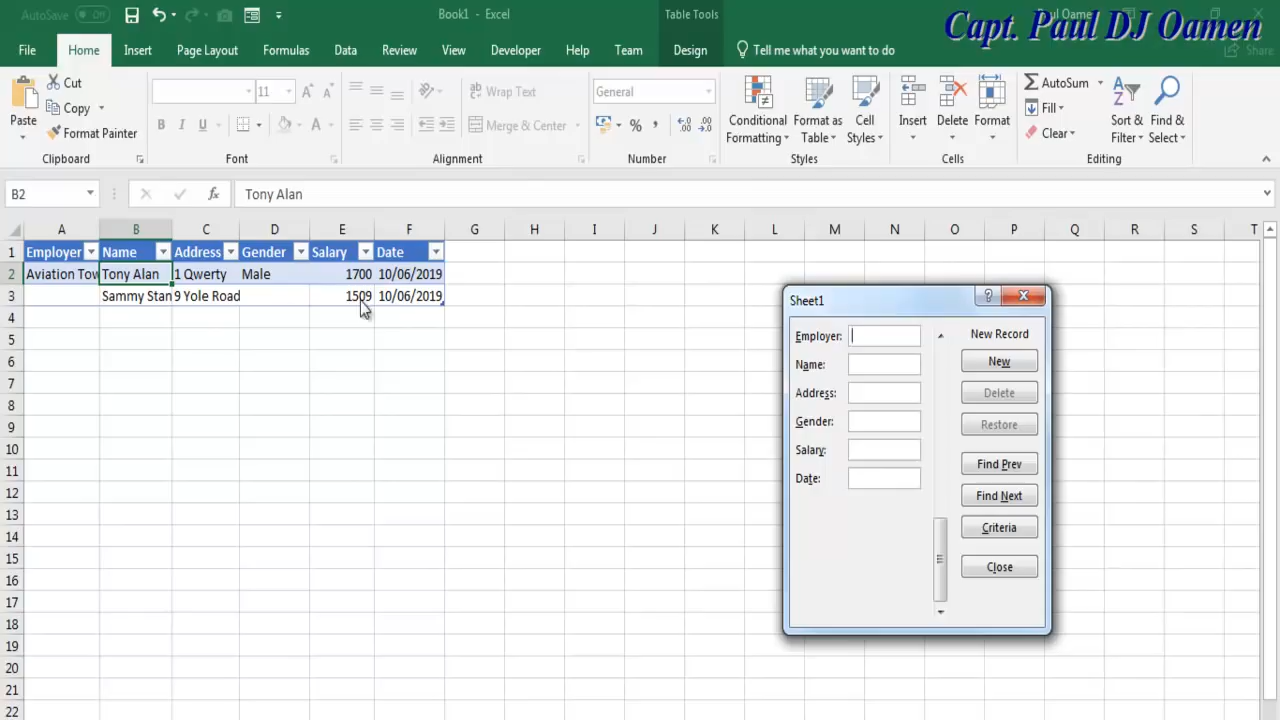 AutoSave
Book1 - Excel
Table Tools
Paul Oamen
Capt. Paul DJ Oamen
File Home Insert Page Layout Formulas Data Review View Developer Help Team Design Tell me what you want to do Share
Paste
Cut
Copy
Format Painter
11
Wrap Text
Merge & Center
General
Conditional Formatting
Format as Table
Cell Styles
Insert
Delete
Format
AutoSum
Fill
Clear
Sort & Filter
Find & Select
Clipboard Font Alignment Number Styles Cells Editing
B2 fx Tony Alan
A B C D E F G H I J K L M N O P Q R S T
1 Employer Name Address Gender Salary Date
2 Aviation Tow Tony Alan 1 Qwerty Male 1700 10/06/2019
3 Sammy Stan 9 Yole Road 1509 10/06/2019
4
5
6
7
8
9
10
11
12
13
14
15
16
17
18
19
20
21
22
Sheet1
Employer: New Record
New
Name:
Address: Delete
Gender: Restore
Salary: Find Prev
Date: Find Next
Criteria
Close